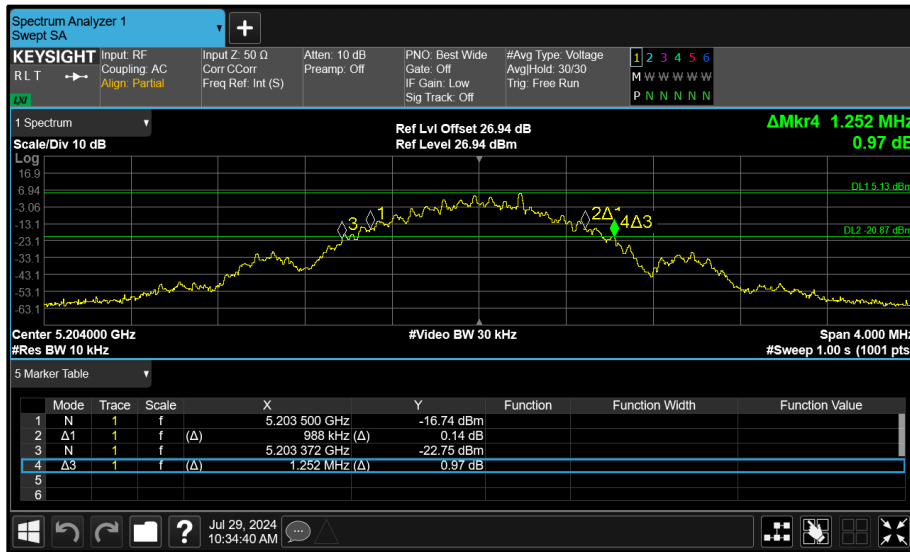 Spectrum Analyzer 1
Swept SA
+
KEYSIGHT Input: RF Input Z: 50 Ω Atten: 10 dB PNO: Best Wide #Avg Type: Voltage 1 2 3 4 5 6
RLT Coupling: AC Corr CCorr Preamp: Off Gate: Off Avg|Hold: 30/30 M W W W W W
Align: Partial Freq Ref: Int (S) IF Gain: Low Trig: Free Run
LXI Sig Track: Off P N N N N N
1 Spectrum Ref Lvl Offset 26.94 dB ΔMkr4 1.252 MHz
Scale/Div 10 dB Ref Level 26.94 dBm 0.97 dB
Log
16.9
6.94 DL1 5.13 dBm
-3.06
-13.1 3 1 2Δ1 4Δ3
-23.1 DL2 -20.87 dBm
-33.1
-43.1
-53.1
-63.1
Center 5.204000 GHz #Video BW 30 kHz Span 4.000 MHz
#Res BW 10 kHz #Sweep 1.00 s (1001 pts
5 Marker Table
Mode Trace Scale X Y Function Function Width Function Value
1 N 1 f 5.203 500 GHz -16.74 dBm
2 Δ1 1 f (Δ) 988 kHz (Δ) 0.14 dB
3 N 1 f 5.203 372 GHz -22.75 dBm
4 Δ3 1 f (Δ) 1.252 MHz (Δ) 0.97 dB
5
6
? Jul 29, 2024
10:34:40 AM